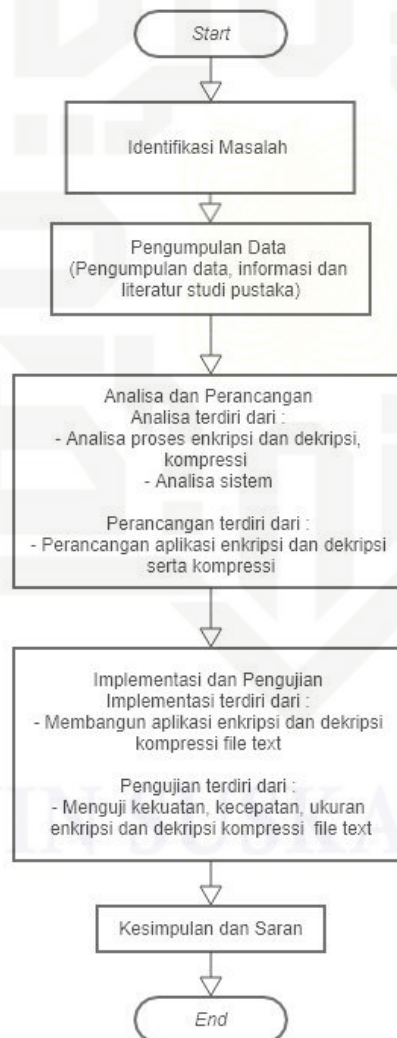 Start
Identifikasi Masalah
Pengumpulan Data
(Pengumpulan data, informasi dan
literatur studi pustaka)
Analisa dan Perancangan
Analisa terdiri dari :
- Analisa proses enkripsi dan dekripsi,
kompressi
- Analisa sistem
Perancangan terdiri dari :
- Perancangan aplikasi enkripsi dan dekripsi
serta kompressi
Implementasi dan Pengujian
Implementasi terdiri dari :
- Membangun aplikasi enkripsi dan dekripsi
kompressi file text
Pengujian terdiri dari :
- Menguji kekuatan, kecepatan, ukuran
enkripsi dan dekripsi kompressi file text
Kesimpulan dan Saran
End